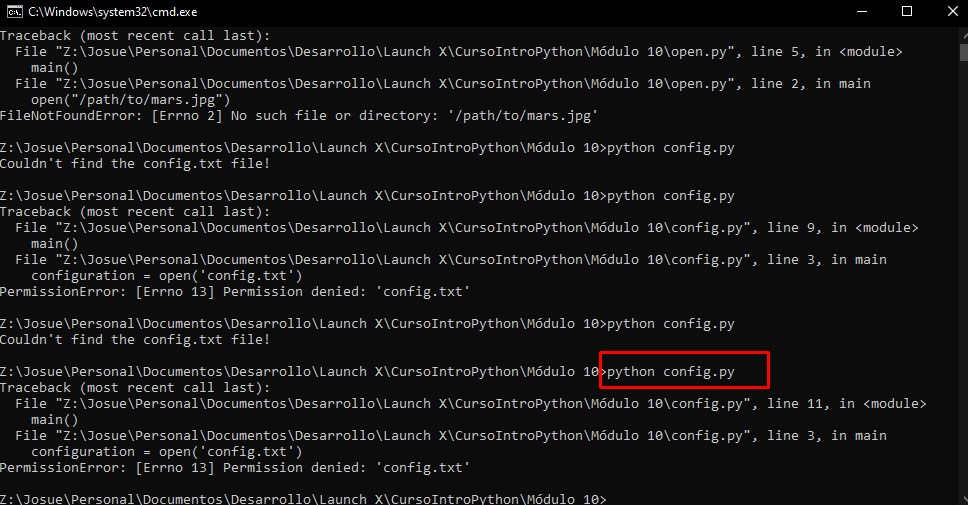 C:\Windows\system32\cmd.exe
Traceback (most recent call last):
  File "Z:\Josue\Personal\Documentos\Desarrollo\Launch X\CursoIntroPython\Módulo 10\open.py", line 5, in <module>
    main()
  File "Z:\Josue\Personal\Documentos\Desarrollo\Launch X\CursoIntroPython\Módulo 10\open.py", line 2, in main
    open("/path/to/mars.jpg")
FileNotFoundError: [Errno 2] No such file or directory: '/path/to/mars.jpg'
Z:\Josue\Personal\Documentos\Desarrollo\Launch X\CursoIntroPython\Módulo 10>python config.py
Couldn't find the config.txt file!
Z:\Josue\Personal\Documentos\Desarrollo\Launch X\CursoIntroPython\Módulo 10>python config.py
Traceback (most recent call last):
  File "Z:\Josue\Personal\Documentos\Desarrollo\Launch X\CursoIntroPython\Módulo 10\config.py", line 9, in <module>
    main()
  File "Z:\Josue\Personal\Documentos\Desarrollo\Launch X\CursoIntroPython\Módulo 10\config.py", line 3, in main
    configuration = open('config.txt')
PermissionError: [Errno 13] Permission denied: 'config.txt'
Z:\Josue\Personal\Documentos\Desarrollo\Launch X\CursoIntroPython\Módulo 10>python config.py
Couldn't find the config.txt file!
Z:\Josue\Personal\Documentos\Desarrollo\Launch X\CursoIntroPython\Módulo 10>python config.py
Traceback (most recent call last):
  File "Z:\Josue\Personal\Documentos\Desarrollo\Launch X\CursoIntroPython\Módulo 10\config.py", line 11, in <module>
    main()
  File "Z:\Josue\Personal\Documentos\Desarrollo\Launch X\CursoIntroPython\Módulo 10\config.py", line 3, in main
    configuration = open('config.txt')
PermissionError: [Errno 13] Permission denied: 'config.txt'
Z:\Josue\Personal\Documentos\Desarrollo\Launch X\CursoIntroPython\Módulo 10>